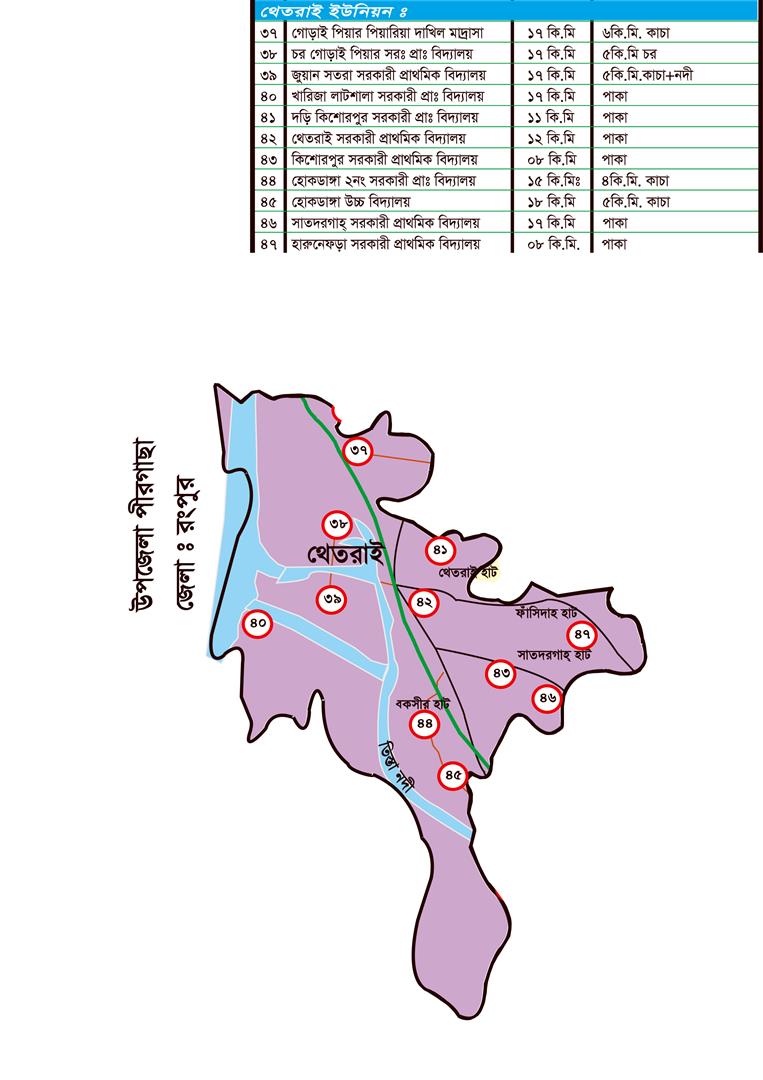 থেতরাই ইউনিয়ন ঃ
৩৭ গোড়াই পিয়ার পিয়ারিয়া দাখিল মাদ্রাসা ১৭ কি.মি ৬কি.মি. কাচা
৩৮ চর গোড়াই পিয়ার সরঃ প্রাঃ বিদ্যালয় ১৭ কি.মি ৫কি.মি চর
৩৯ জুয়ান সতরা সরকারী প্রাথমিক বিদ্যালয় ১৭ কি.মি ৫কি.মি.কাচা+নদী
৪০ খারিজা লাটশালা সরকারী প্রাঃ বিদ্যালয় ১৭ কি.মি পাকা
৪১ দড়ি কিশোরপুর সরকারী প্রাঃ বিদ্যালয় ১১ কি.মি পাকা
৪২ থেতরাই সরকারী প্রাথমিক বিদ্যালয় ১২ কি.মি পাকা
৪৩ কিশোরপুর সরকারী প্রাথমিক বিদ্যালয় ০৮ কি.মি পাকা
৪৪ হোকডাঙ্গা ২নং সরকারী প্রাঃ বিদ্যালয় ১৫ কি.মিঃ ৪কি.মি. কাচা
৪৫ হোকডাঙ্গা উচ্চ বিদ্যালয় ১৮ কি.মি ৫কি.মি. কাচা
৪৬ সাতদরগাহ্ সরকারী প্রাথমিক বিদ্যালয় ১৭ কি.মি পাকা
৪৭ হারুনেফড়া সরকারী প্রাথমিক বিদ্যালয় ০৮ কি.মি. পাকা
উপজেলা পীরগাছা
জেলা ঃ রংপুর
৩৭
৩৮
থেতরাই
৪১
থেতরাই হাট
৩৯
৪২
ফাঁসিদাহ হাট
৪০
৪৭
সাতদরগাহ্ হাট
৪৩
৪৬
বকসীর হাট
৪৪
তিস্তা নদী
৪৫